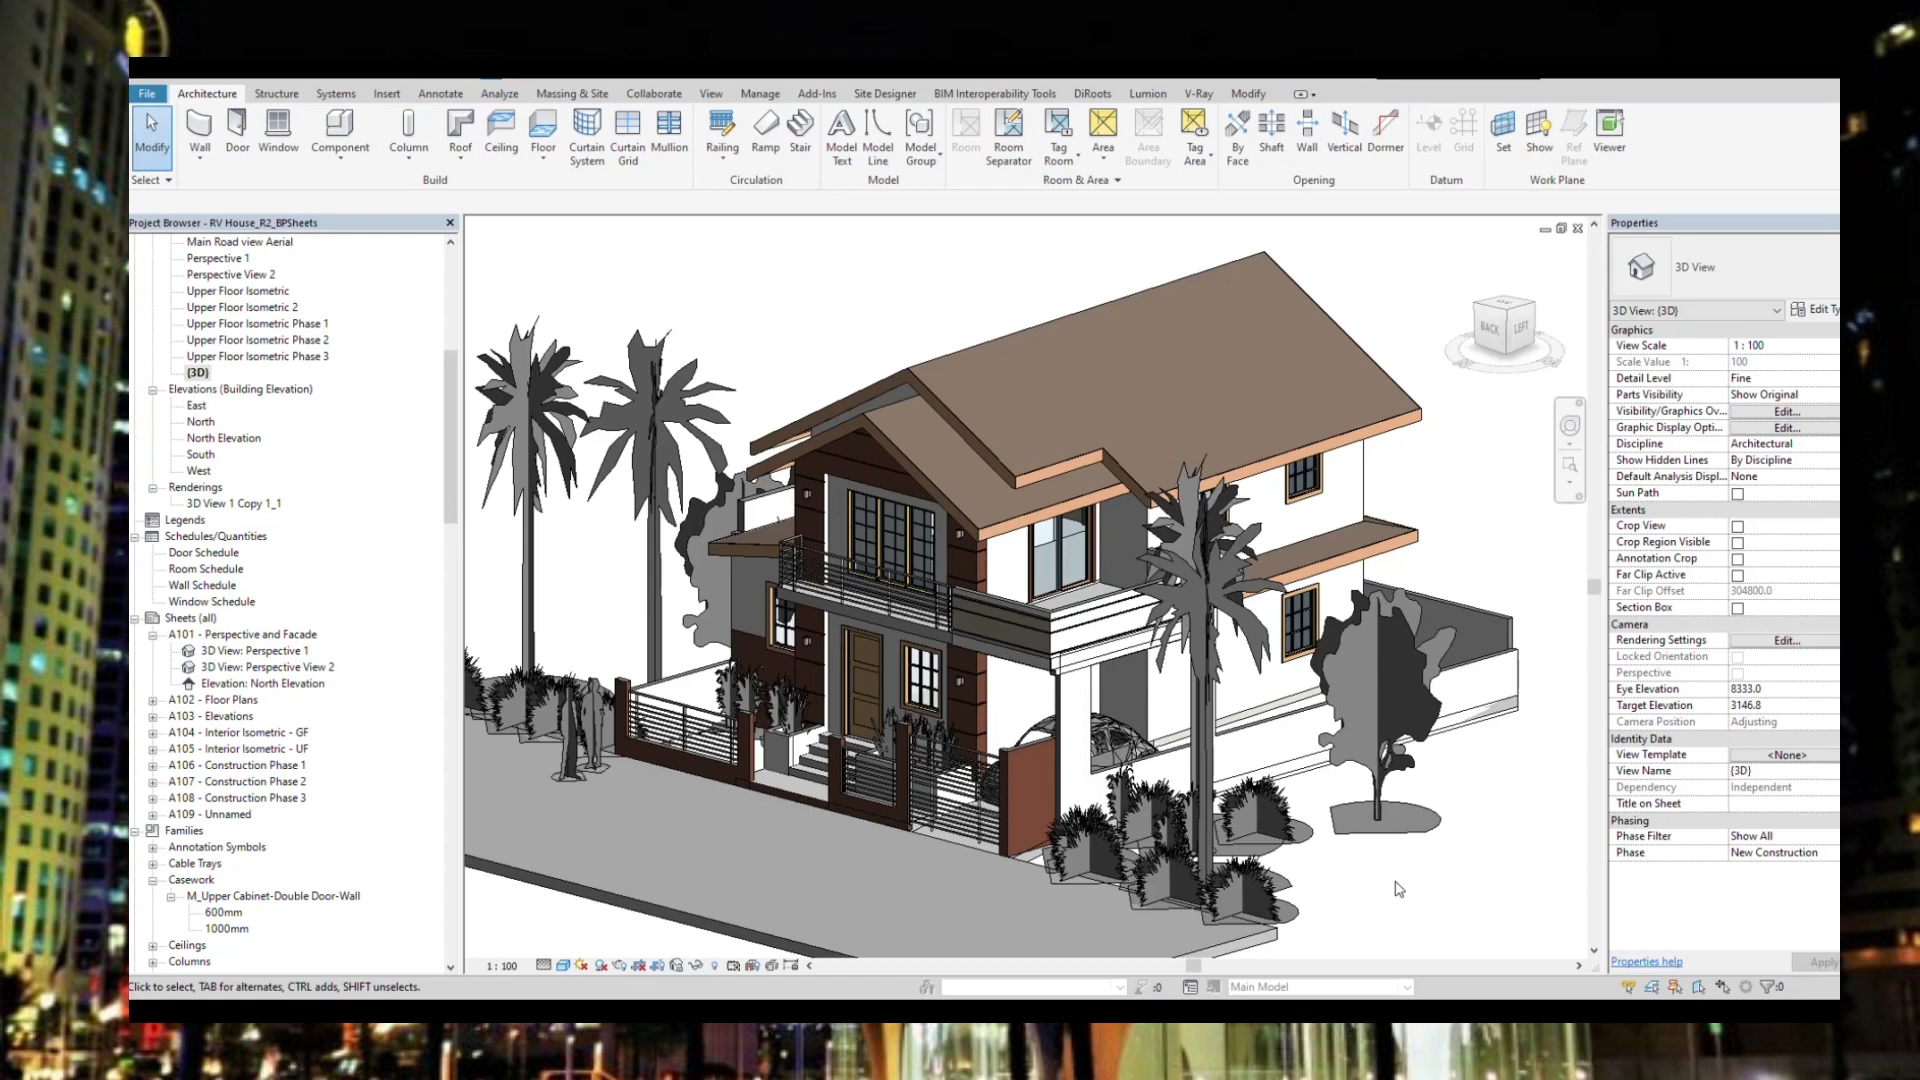 File Architecture Structure Systems Insert Annotate Analyze Massing & Site Collaborate View Manage Add-Ins Site Designer BIM Interoperability Tools DiRoots Lumion V-Ray Modify
Modify Wall Door Window Component Column Roof Ceiling Floor Curtain System Curtain Grid Mullion Railing Ramp Stair Model Text Model Line Model Group Room Room Separator Tag Room Area Area Boundary Tag Area By Face Shaft Wall Vertical Dormer Level Grid Set Show Ref Plane Viewer
Select Build Circulation Model Room & Area Opening Datum Work Plane
Project Browser - RV House_R2_BPSheets
Main Road view Aerial
Perspective 1
Perspective View 2
Upper Floor Isometric
Upper Floor Isometric 2
Upper Floor Isometric Phase 1
Upper Floor Isometric Phase 2
Upper Floor Isometric Phase 3
{3D}
Elevations (Building Elevation)
East
North
North Elevation
South
West
Renderings
3D View 1 Copy 1_1
Legends
Schedules/Quantities
Door Schedule
Room Schedule
Wall Schedule
Window Schedule
Sheets (all)
A101 - Perspective and Facade
3D View: Perspective 1
3D View: Perspective View 2
Elevation: North Elevation
A102 - Floor Plans
A103 - Elevations
A104 - Interior Isometric - GF
A105 - Interior Isometric - UF
A106 - Construction Phase 1
A107 - Construction Phase 2
A108 - Construction Phase 3
A109 - Unnamed
Families
Annotation Symbols
Cable Trays
Casework
M_Upper Cabinet-Double Door-Wall
600mm
1000mm
Ceilings
Columns
BACK LEFT
Properties
3D View
3D View: {3D} Edit Ty
Graphics
View Scale 1 : 100
Scale Value 1: 100
Detail Level Fine
Parts Visibility Show Original
Visibility/Graphics Ov... Edit...
Graphic Display Opti... Edit...
Discipline Architectural
Show Hidden Lines By Discipline
Default Analysis Displ... None
Sun Path
Extents
Crop View
Crop Region Visible
Annotation Crop
Far Clip Active
Far Clip Offset 304800.0
Section Box
Camera
Rendering Settings Edit...
Locked Orientation
Perspective
Eye Elevation 8333.0
Target Elevation 3146.8
Camera Position Adjusting
Identity Data
View Template <None>
View Name {3D}
Dependency Independent
Title on Sheet
Phasing
Phase Filter Show All
Phase New Construction
Properties help Apply
1 : 100
Click to select, TAB for alternates, CTRL adds, SHIFT unselects. :0 Main Model :0